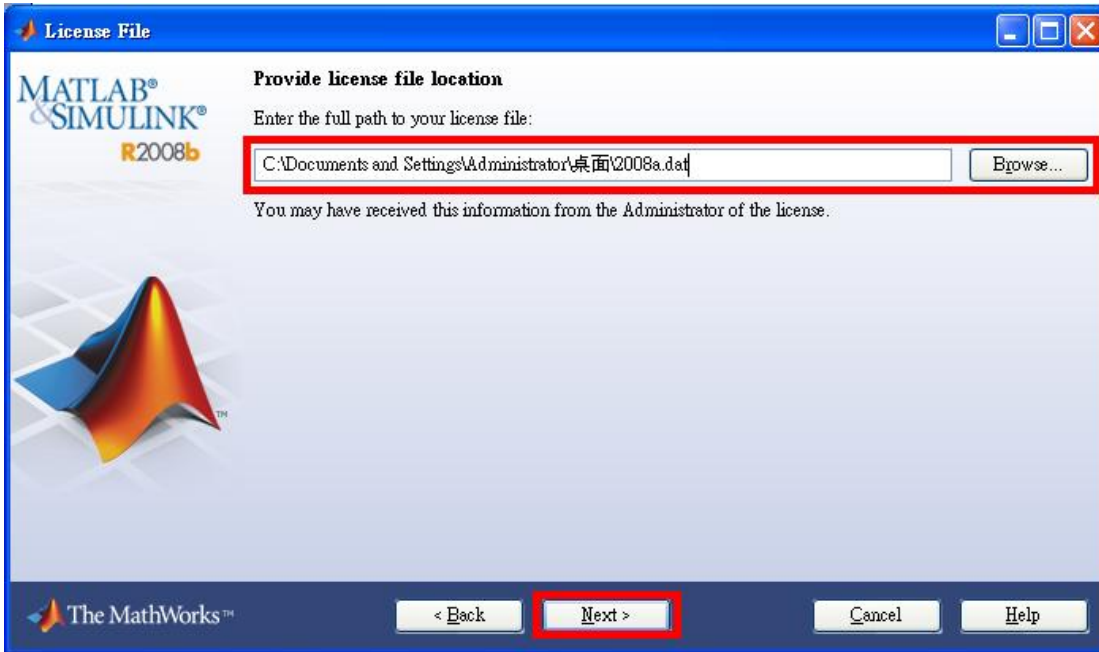 License File
MATLAB®
&SIMULINK®
R2008b
Provide license file location
Enter the full path to your license file:
C:\Documents and Settings\Administrator\桌面\2008a.dat
Browse...
You may have received this information from the Administrator of the license.
TM
The MathWorks™
< Back
Next >
Cancel
Help